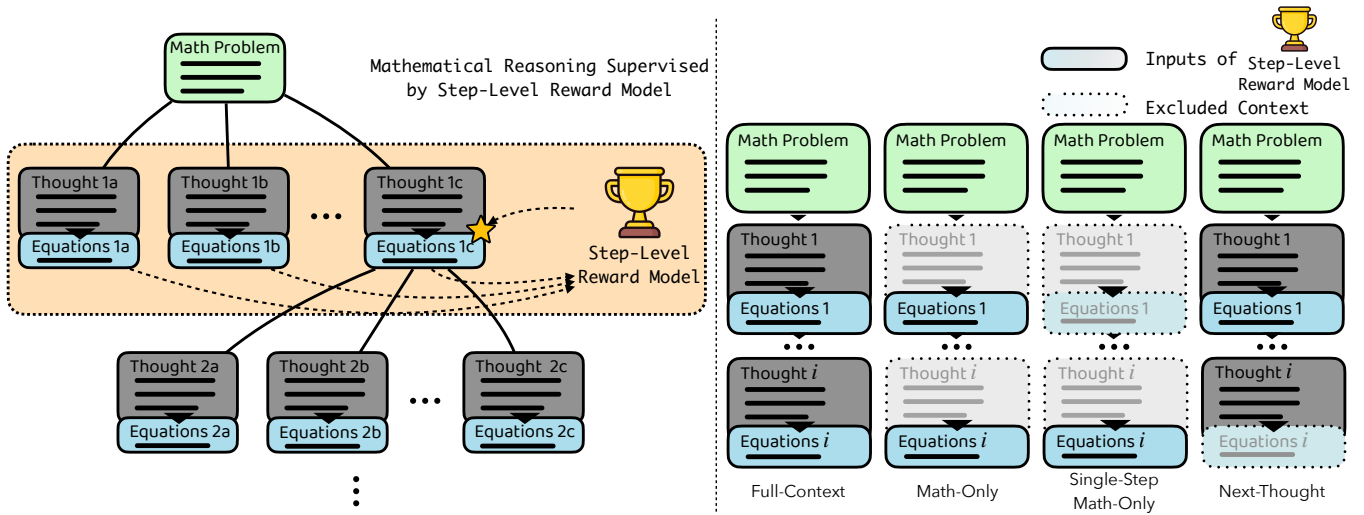 Math Problem
Mathematical Reasoning Supervised
by Step-Level Reward Model
Thought 1a
Equations 1a
Thought 1b
Equations 1b
...
Thought 1c
Equations 1c
Step-Level
Reward Model
Thought 2a
Equations 2a
Thought 2b
Equations 2b
...
Thought 2c
Equations 2c
Inputs of
Step-Level
Reward Model
Excluded Context
Math Problem
Thought 1
Equations 1
...
Thought i
Equations i
Full-Context
Math Problem
Thought 1
Equations 1
Thought i
Equations i
Math-Only
Math Problem
Thought 1
Equations 1
...
Thought i
Equations i
Single-Step
Math-Only
Math Problem
Thought 1
Equations 1
...
Thought i
Equations i
Next-Thought